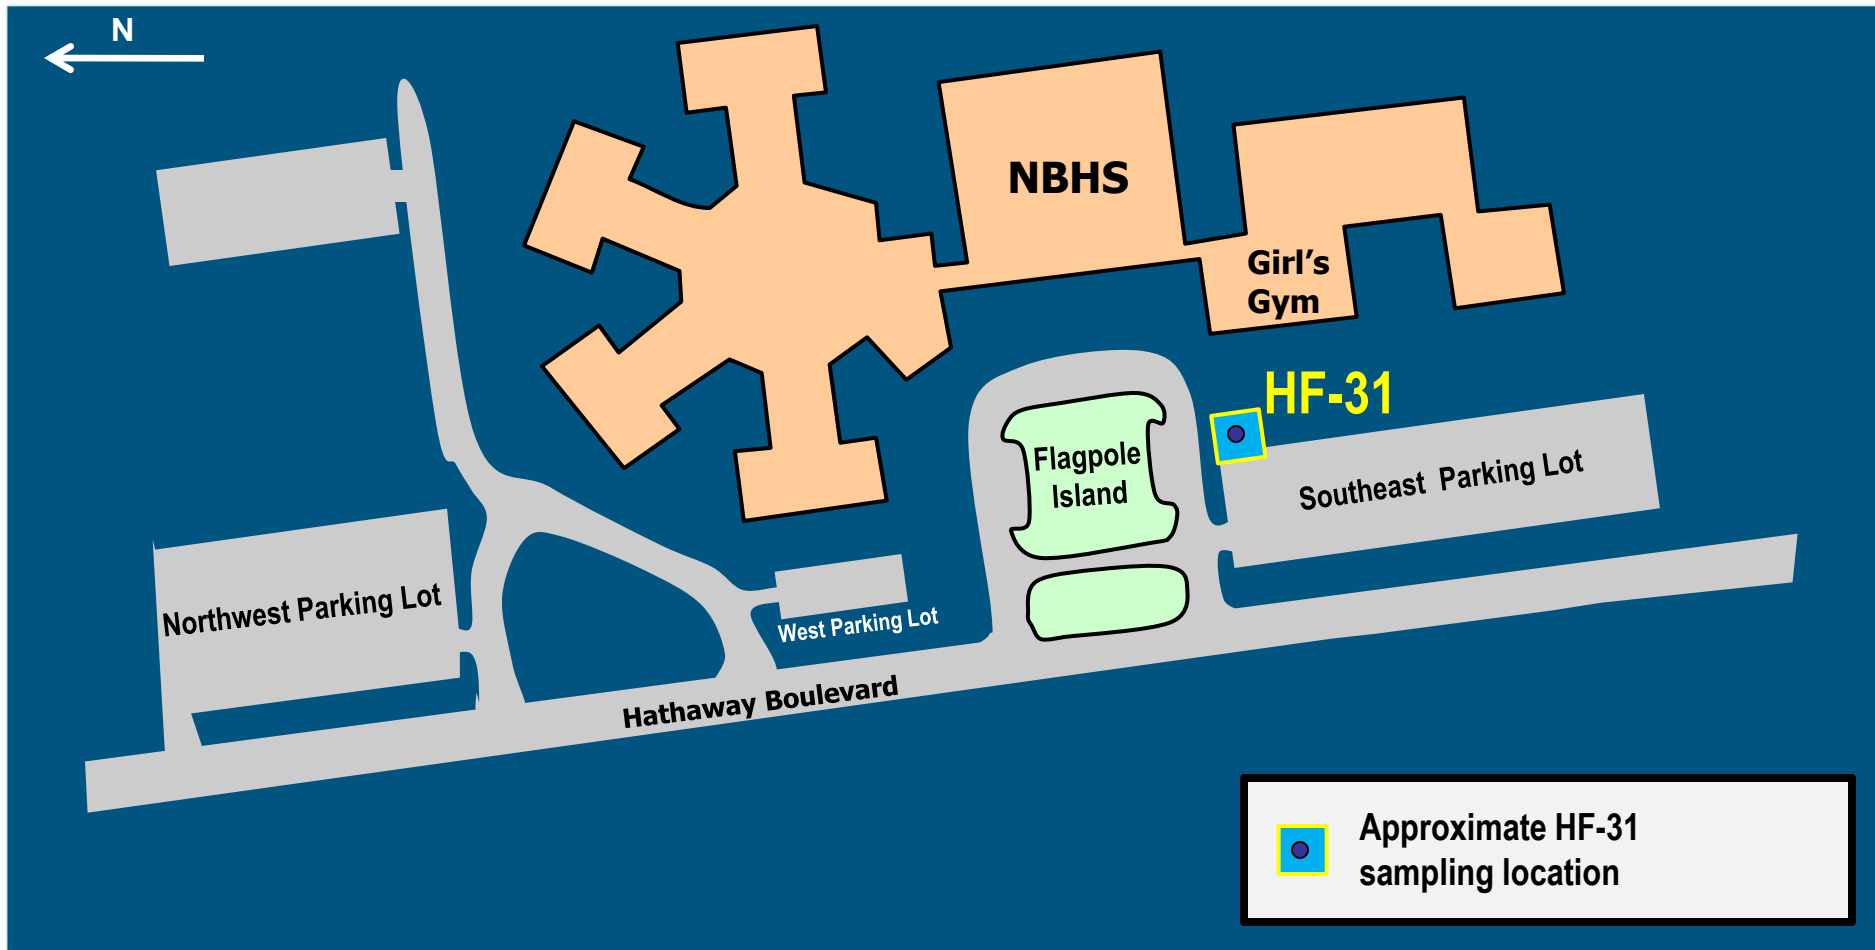 N
NBHS
Girl's
Gym
HF-31
Flagpole
Island
Southeast Parking Lot
Northwest Parking Lot
West Parking Lot
Hathaway Boulevard
Approximate HF-31
sampling location